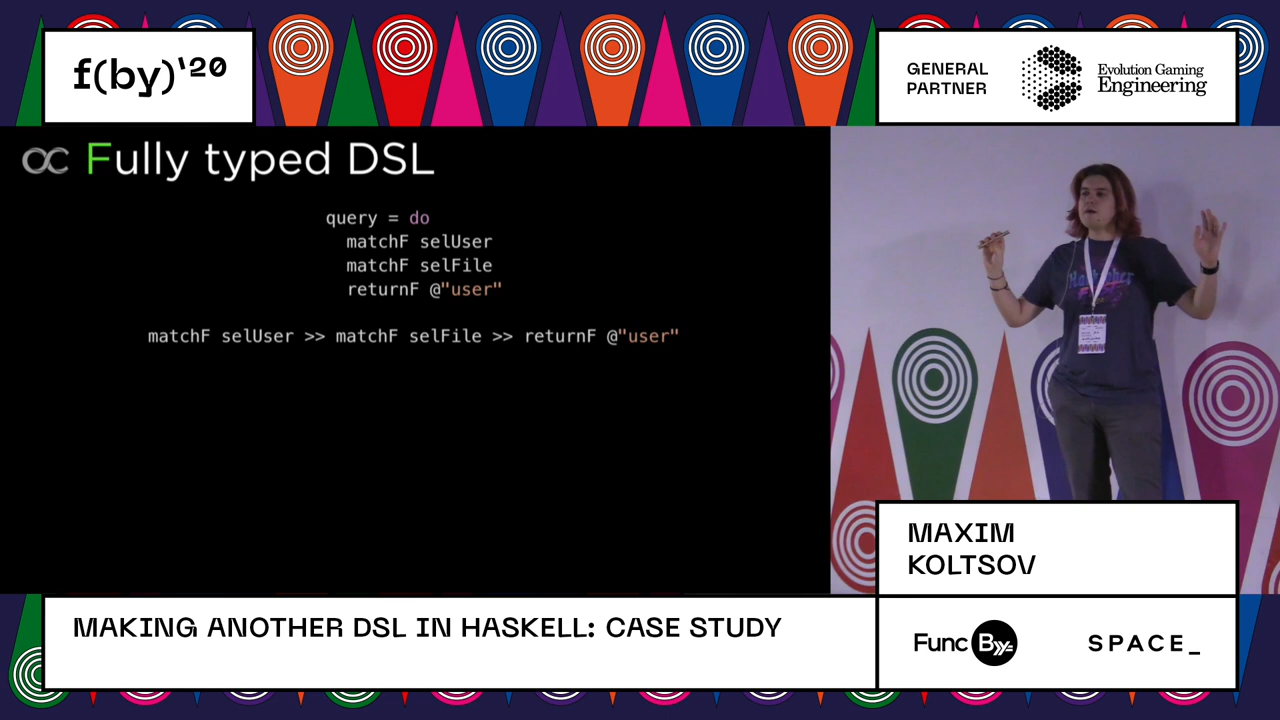 f(by)'20
GENERAL
PARTNER
Evolution Gaming
Engineering
Fully typed DSL
query = do
matchF selUser
matchF selFile
returnF @"user"
matchF selUser >> matchF selFile >> returnF @"user"
MAXIM
KOLTSOV
MAKING ANOTHER DSL IN HASKELL: CASE STUDY
Func By
SPACE_